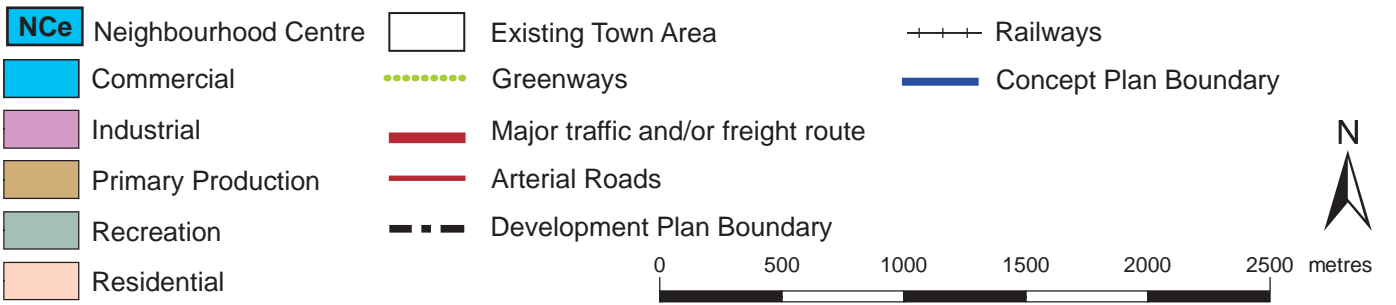 NCe Neighbourhood Centre
Commercial
Industrial
Primary Production
Recreation
Residential
Existing Town Area
Greenways
Major traffic and/or freight route
Arterial Roads
Development Plan Boundary
Railways
Concept Plan Boundary
N
0 500 1000 1500 2000 2500 metres